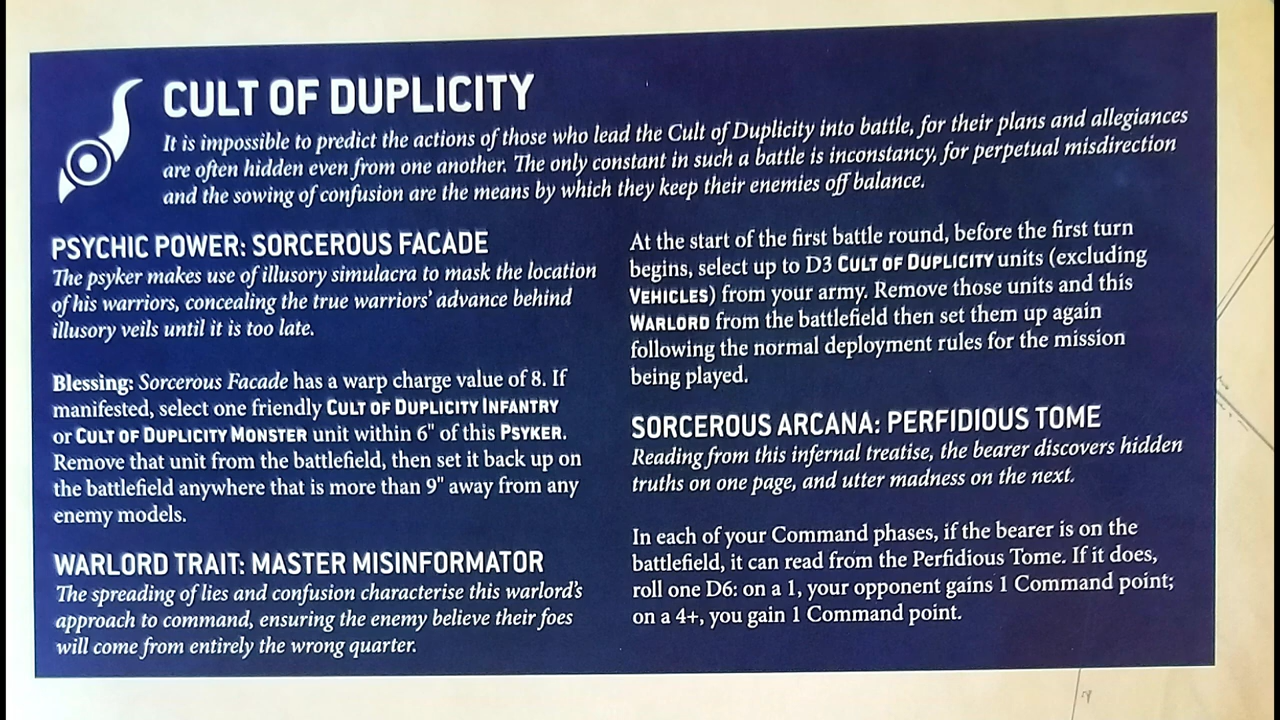 CULT OF DUPLICITY
It is impossible to predict the actions of those who lead the Cult of Duplicity into battle, for their plans and allegiances
are often hidden even from one another. The only constant in such a battle is inconstancy, for perpetual misdirection
and the sowing of confusion are the means by which they keep their enemies off balance.
PSYCHIC POWER: SORCEROUS FACADE
The psyker makes use of illusory simulacra to mask the location
of his warriors, concealing the true warriors' advance behind
illusory veils until it is too late.
Blessing: Sorcerous Facade has a warp charge value of 8. If
manifested, select one friendly CULT OF DUPLICITY INFANTRY
or CULT OF DUPLICITY MONSTER unit within 6" of this PSYKER.
Remove that unit from the battlefield, then set it back up on
the battlefield anywhere that is more than 9" away from any
enemy models.
WARLORD TRAIT: MASTER MISINFORMATOR
The spreading of lies and confusion characterise this warlord's
approach to command, ensuring the enemy believe their foes
will come from entirely the wrong quarter.
At the start of the first battle round, before the first turn
begins, select up to D3 CULT OF DUPLICITY units (excluding
VEHICLES) from your army. Remove those units and this
WARLORD from the battlefield then set them up again
following the normal deployment rules for the mission
being played.
SORCEROUS ARCANA: PERFIDIOUS TOME
Reading from this infernal treatise, the bearer discovers hidden
truths on one page, and utter madness on the next.
In each of your Command phases, if the bearer is on the
battlefield, it can read from the Perfidious Tome. If it does,
roll one D6: on a 1, your opponent gains 1 Command point;
on a 4+, you gain 1 Command point.